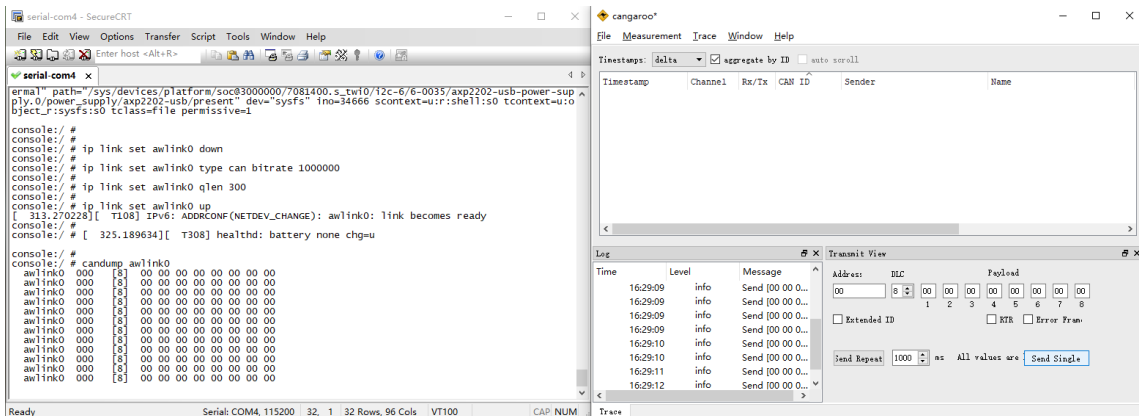 serial-com4 - SecureCRT
File Edit View Options Transfer Script Tools Window Help
Enter host <Alt+R>
serial-com4 x
ermal" path="/sys/devices/platform/soc@3000000/7081400.s_twi0/i2c-6/6-0035/axp2202-usb-power-sup
ply.0/power_supply/axp2202-usb/present" dev="sysfs" ino=34666 scontext=u:r:shell:s0 tcontext=u:o
bject_r:sysfs:s0 tclass=file permissive=1
console:/ #
console:/ #
console:/ # ip link set awlink0 down
console:/ #
console:/ # ip link set awlink0 type can bitrate 1000000
console:/ #
console:/ # ip link set awlink0 qlen 300
console:/ #
console:/ # ip link set awlink0 up
[ 313.270228][ T108] IPv6: ADDRCONF(NETDEV_CHANGE): awlink0: link becomes ready
console:/ #
console:/ # [ 325.189634][ T308] healthd: battery none chg=u
console:/ #
console:/ # candump awlink0
awlink0 000 [8] 00 00 00 00 00 00 00 00
awlink0 000 [8] 00 00 00 00 00 00 00 00
awlink0 000 [8] 00 00 00 00 00 00 00 00
awlink0 000 [8] 00 00 00 00 00 00 00 00
awlink0 000 [8] 00 00 00 00 00 00 00 00
awlink0 000 [8] 00 00 00 00 00 00 00 00
awlink0 000 [8] 00 00 00 00 00 00 00 00
awlink0 000 [8] 00 00 00 00 00 00 00 00
awlink0 000 [8] 00 00 00 00 00 00 00 00
awlink0 000 [8] 00 00 00 00 00 00 00 00
awlink0 000 [8] 00 00 00 00 00 00 00 00
Ready Serial: COM4, 115200 32, 1 32 Rows, 96 Cols VT100 CAP NUM
cangaroo*
File Measurement Trace Window Help
Timestamps: delta aggregate by ID auto scroll
Timestamp Channel Rx/Tx CAN ID Sender Name
Log
Time Level Message
16:29:09 info Send [00 00 0...
16:29:09 info Send [00 00 0...
16:29:09 info Send [00 00 0...
16:29:09 info Send [00 00 0...
16:29:10 info Send [00 00 0...
16:29:10 info Send [00 00 0...
16:29:11 info Send [00 00 0...
16:29:12 info Send [00 00 0...
Trace
Transmit View
Addres: DLC Payload
00 8 00 00 00 00 00 00 00 00
1 2 3 4 5 6 7 8
Extended ID RTR Error Fram
Send Repeat 1000 ms All values are Send Single